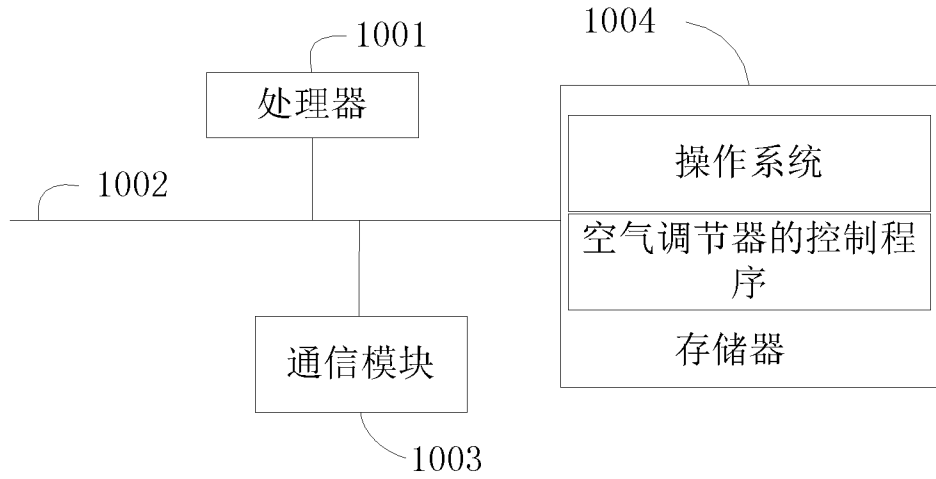 1001
1004
处理器
操作系统
1002
空气调节器的控制程
序
存储器
通信模块
1003